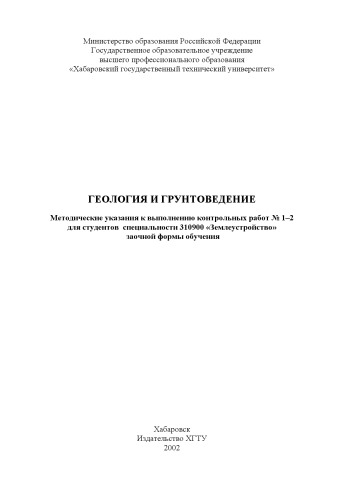 Министерство образования Российской Федерации
Государственное образовательное учреждение
высшего профессионального образования
«Хабаровский государственный технический университет»
ГЕОЛОГИЯ И ГРУНТОВЕДЕНИЕ
Методические указания к выполнению контрольных работ № 1–2
для студентов специальности 310900 «Землеустройство»
заочной формы обучения
Хабаровск
Издательство ХГТУ
2002